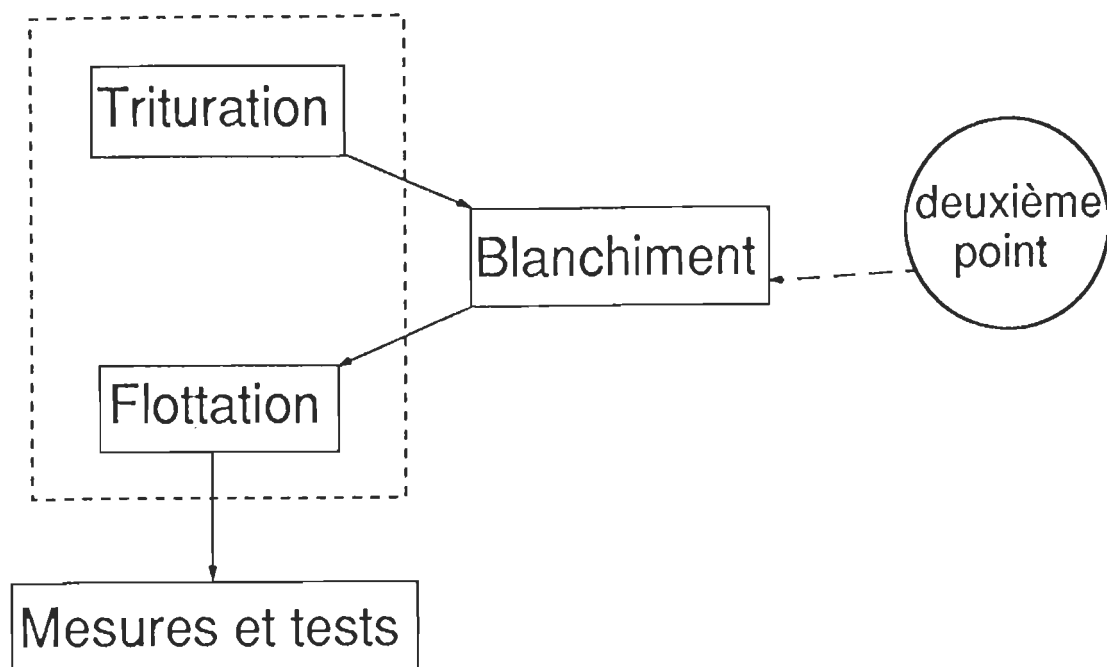 Trituration
Blanchiment
deuxième
point
Flottation
Mesures et tests